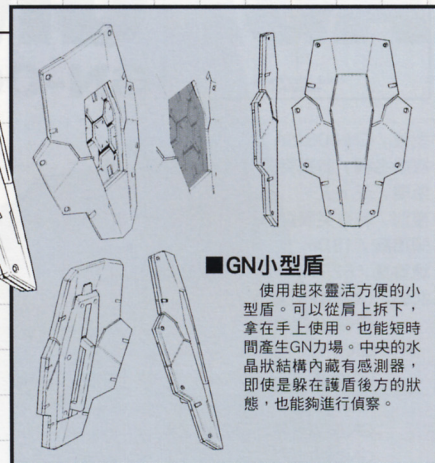 ■GN小型盾
使用起來靈活方便的小
型盾。可以從肩上拆下，
拿在手上使用。也能短時
間產生GN力場。中央的水
晶狀結構內藏有感測器，
即使是躲在護盾後方的狀
態，也能夠進行偵察。